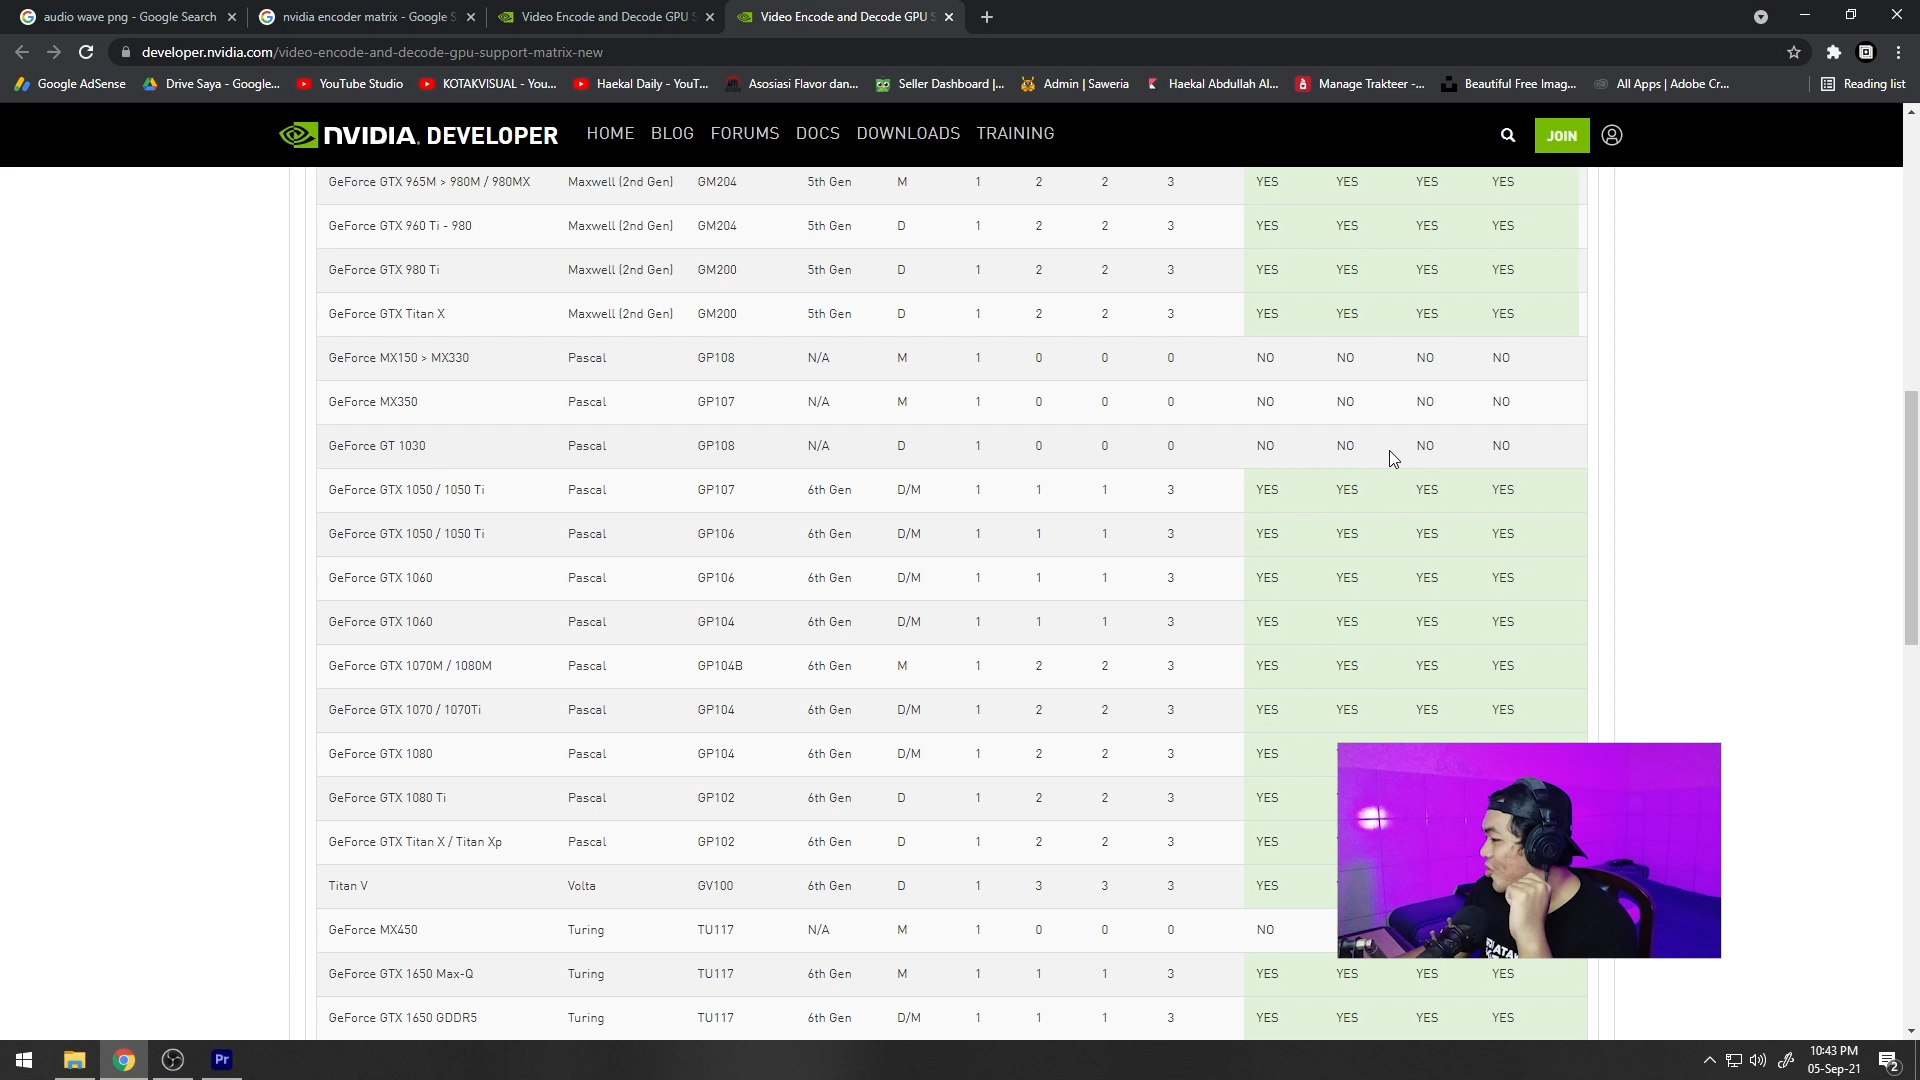 audio wave png - Google Search
nvidia encoder matrix - Google S
Video Encode and Decode GPU S
Video Encode and Decode GPU S
developer.nvidia.com/video-encode-and-decode-gpu-support-matrix-new
Google AdSense Drive Saya - Google... YouTube Studio KOTAKVISUAL - You... Haekal Daily - YouT... Asosiasi Flavor dan... Seller Dashboard |... Admin | Saweria Haekal Abdullah Al... Manage Trakteer -... Beautiful Free Imag... All Apps | Adobe Cr... Reading list
NVIDIA. DEVELOPER HOME BLOG FORUMS DOCS DOWNLOADS TRAINING JOIN
GeForce GTX 965M > 980M / 980MX Maxwell (2nd Gen) GM204 5th Gen M 1 2 2 3 YES YES YES YES
GeForce GTX 960 Ti - 980 Maxwell (2nd Gen) GM204 5th Gen D 1 2 2 3 YES YES YES YES
GeForce GTX 980 Ti Maxwell (2nd Gen) GM200 5th Gen D 1 2 2 3 YES YES YES YES
GeForce GTX Titan X Maxwell (2nd Gen) GM200 5th Gen D 1 2 2 3 YES YES YES YES
GeForce MX150 > MX330 Pascal GP108 N/A M 1 0 0 0 NO NO NO NO
GeForce MX350 Pascal GP107 N/A M 1 0 0 0 NO NO NO NO
GeForce GT 1030 Pascal GP108 N/A D 1 0 0 0 NO NO NO NO
GeForce GTX 1050 / 1050 Ti Pascal GP107 6th Gen D/M 1 1 1 3 YES YES YES YES
GeForce GTX 1050 / 1050 Ti Pascal GP106 6th Gen D/M 1 1 1 3 YES YES YES YES
GeForce GTX 1060 Pascal GP106 6th Gen D/M 1 1 1 3 YES YES YES YES
GeForce GTX 1060 Pascal GP104 6th Gen D/M 1 1 1 3 YES YES YES YES
GeForce GTX 1070M / 1080M Pascal GP104B 6th Gen M 1 2 2 3 YES YES YES YES
GeForce GTX 1070 / 1070Ti Pascal GP104 6th Gen D/M 1 2 2 3 YES YES YES YES
GeForce GTX 1080 Pascal GP104 6th Gen D/M 1 2 2 3 YES
GeForce GTX 1080 Ti Pascal GP102 6th Gen D 1 2 2 3 YES
GeForce GTX Titan X / Titan Xp Pascal GP102 6th Gen D 1 2 2 3 YES
Titan V Volta GV100 6th Gen D 1 3 3 3 YES
GeForce MX450 Turing TU117 N/A M 1 0 0 0 NO
GeForce GTX 1650 Max-Q Turing TU117 6th Gen M 1 1 1 3 YES YES YES YES
GeForce GTX 1650 GDDR5 Turing TU117 6th Gen D/M 1 1 1 3 YES YES YES YES
Pr
10:43 PM
05-Sep-21
2